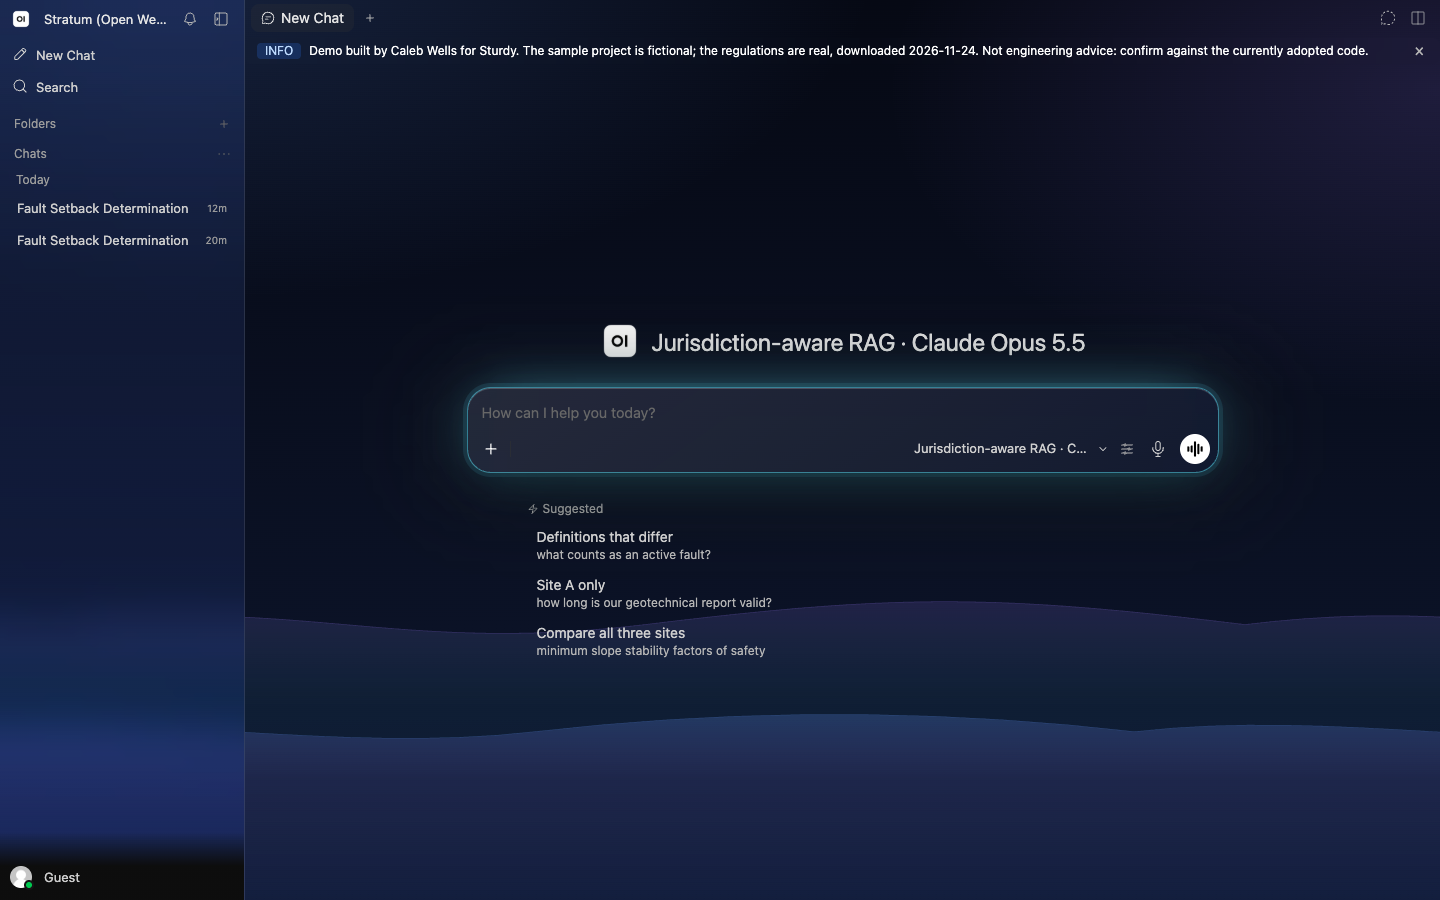 OI
Stratum (Open We...
New Chat
Search
Folders
Chats
Today
Fault Setback Determination 12m
Fault Setback Determination 20m
Guest
New Chat
INFO Demo built by Caleb Wells for Sturdy. The sample project is fictional; the regulations are real, downloaded 2026-11-24. Not engineering advice: confirm against the currently adopted code.
OI Jurisdiction-aware RAG · Claude Opus 5.5
How can I help you today?
Jurisdiction-aware RAG · C...
Suggested
Definitions that differ
what counts as an active fault?
Site A only
how long is our geotechnical report valid?
Compare all three sites
minimum slope stability factors of safety